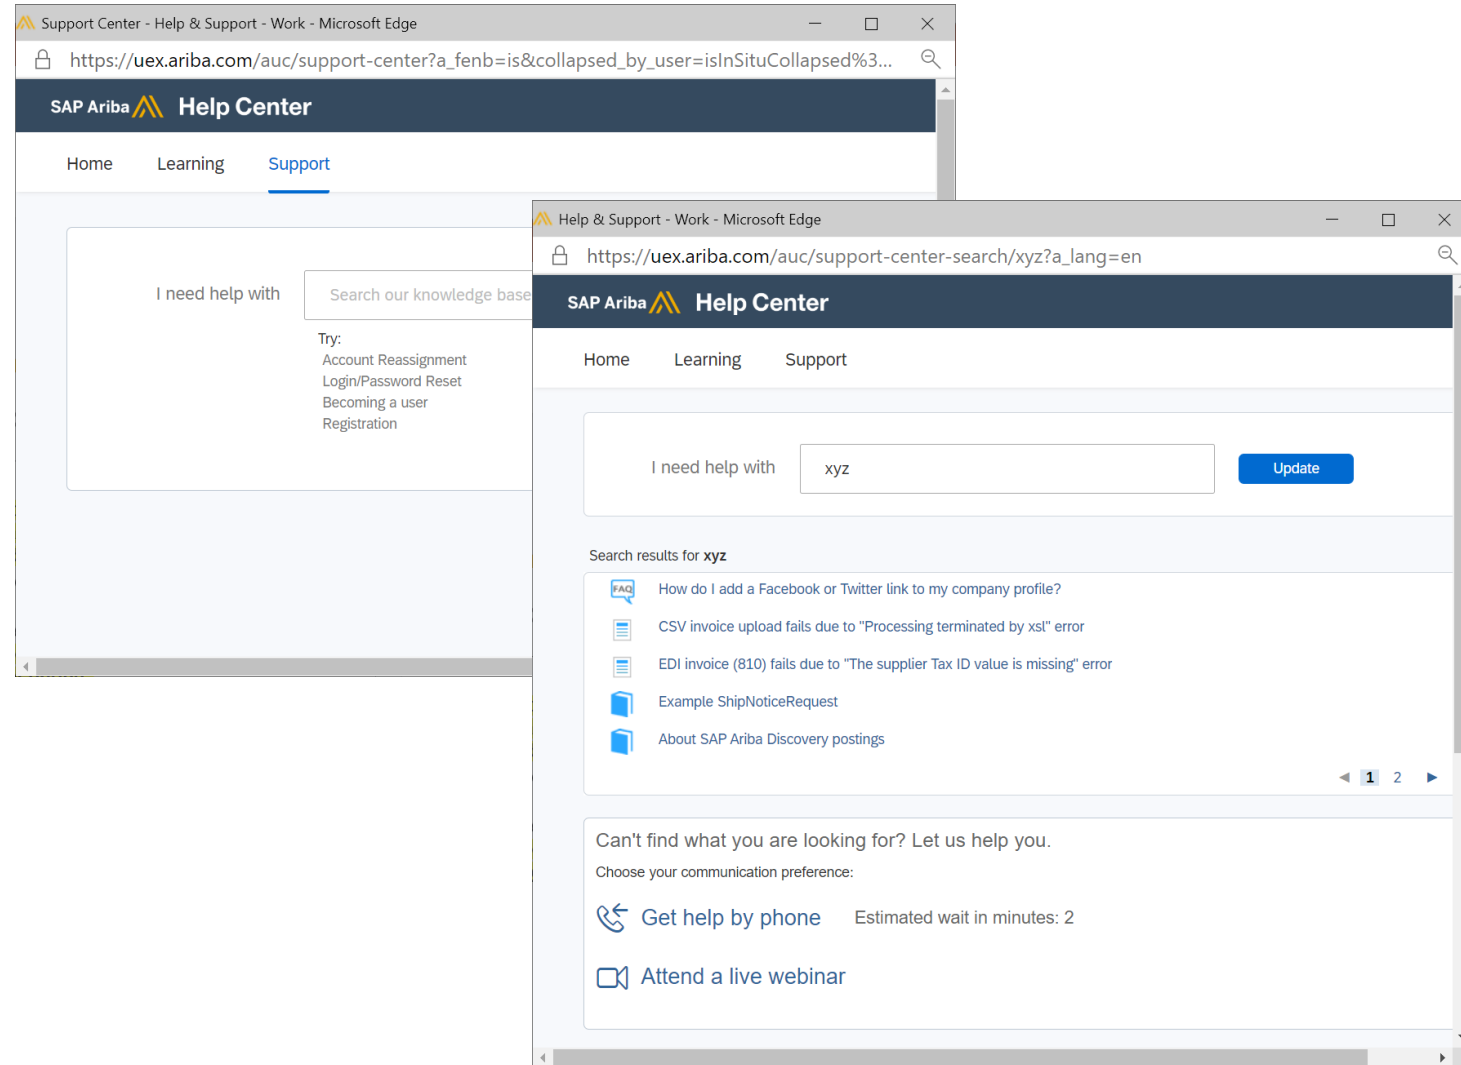 Support Center - Help & Support - Work - Microsoft Edge
https://uex.ariba.com/auc/support-center?a_fenb=is&collapsed_by_user=isInSituCollapsed%3...
SAP Ariba Help Center
Home Learning Support
I need help with Search our knowledge base
Try:
Account Reassignment
Login/Password Reset
Becoming a user
Registration
Help & Support - Work - Microsoft Edge
https://uex.ariba.com/auc/support-center-search/xyz?a_lang=en
SAP Ariba Help Center
Home Learning Support
I need help with xyz Update
Search results for xyz
FAQ How do I add a Facebook or Twitter link to my company profile?
CSV invoice upload fails due to "Processing terminated by xsl" error
EDI invoice (810) fails due to "The supplier Tax ID value is missing" error
Example ShipNoticeRequest
About SAP Ariba Discovery postings
1 2
Can't find what you are looking for? Let us help you.
Choose your communication preference:
Get help by phone Estimated wait in minutes: 2
Attend a live webinar